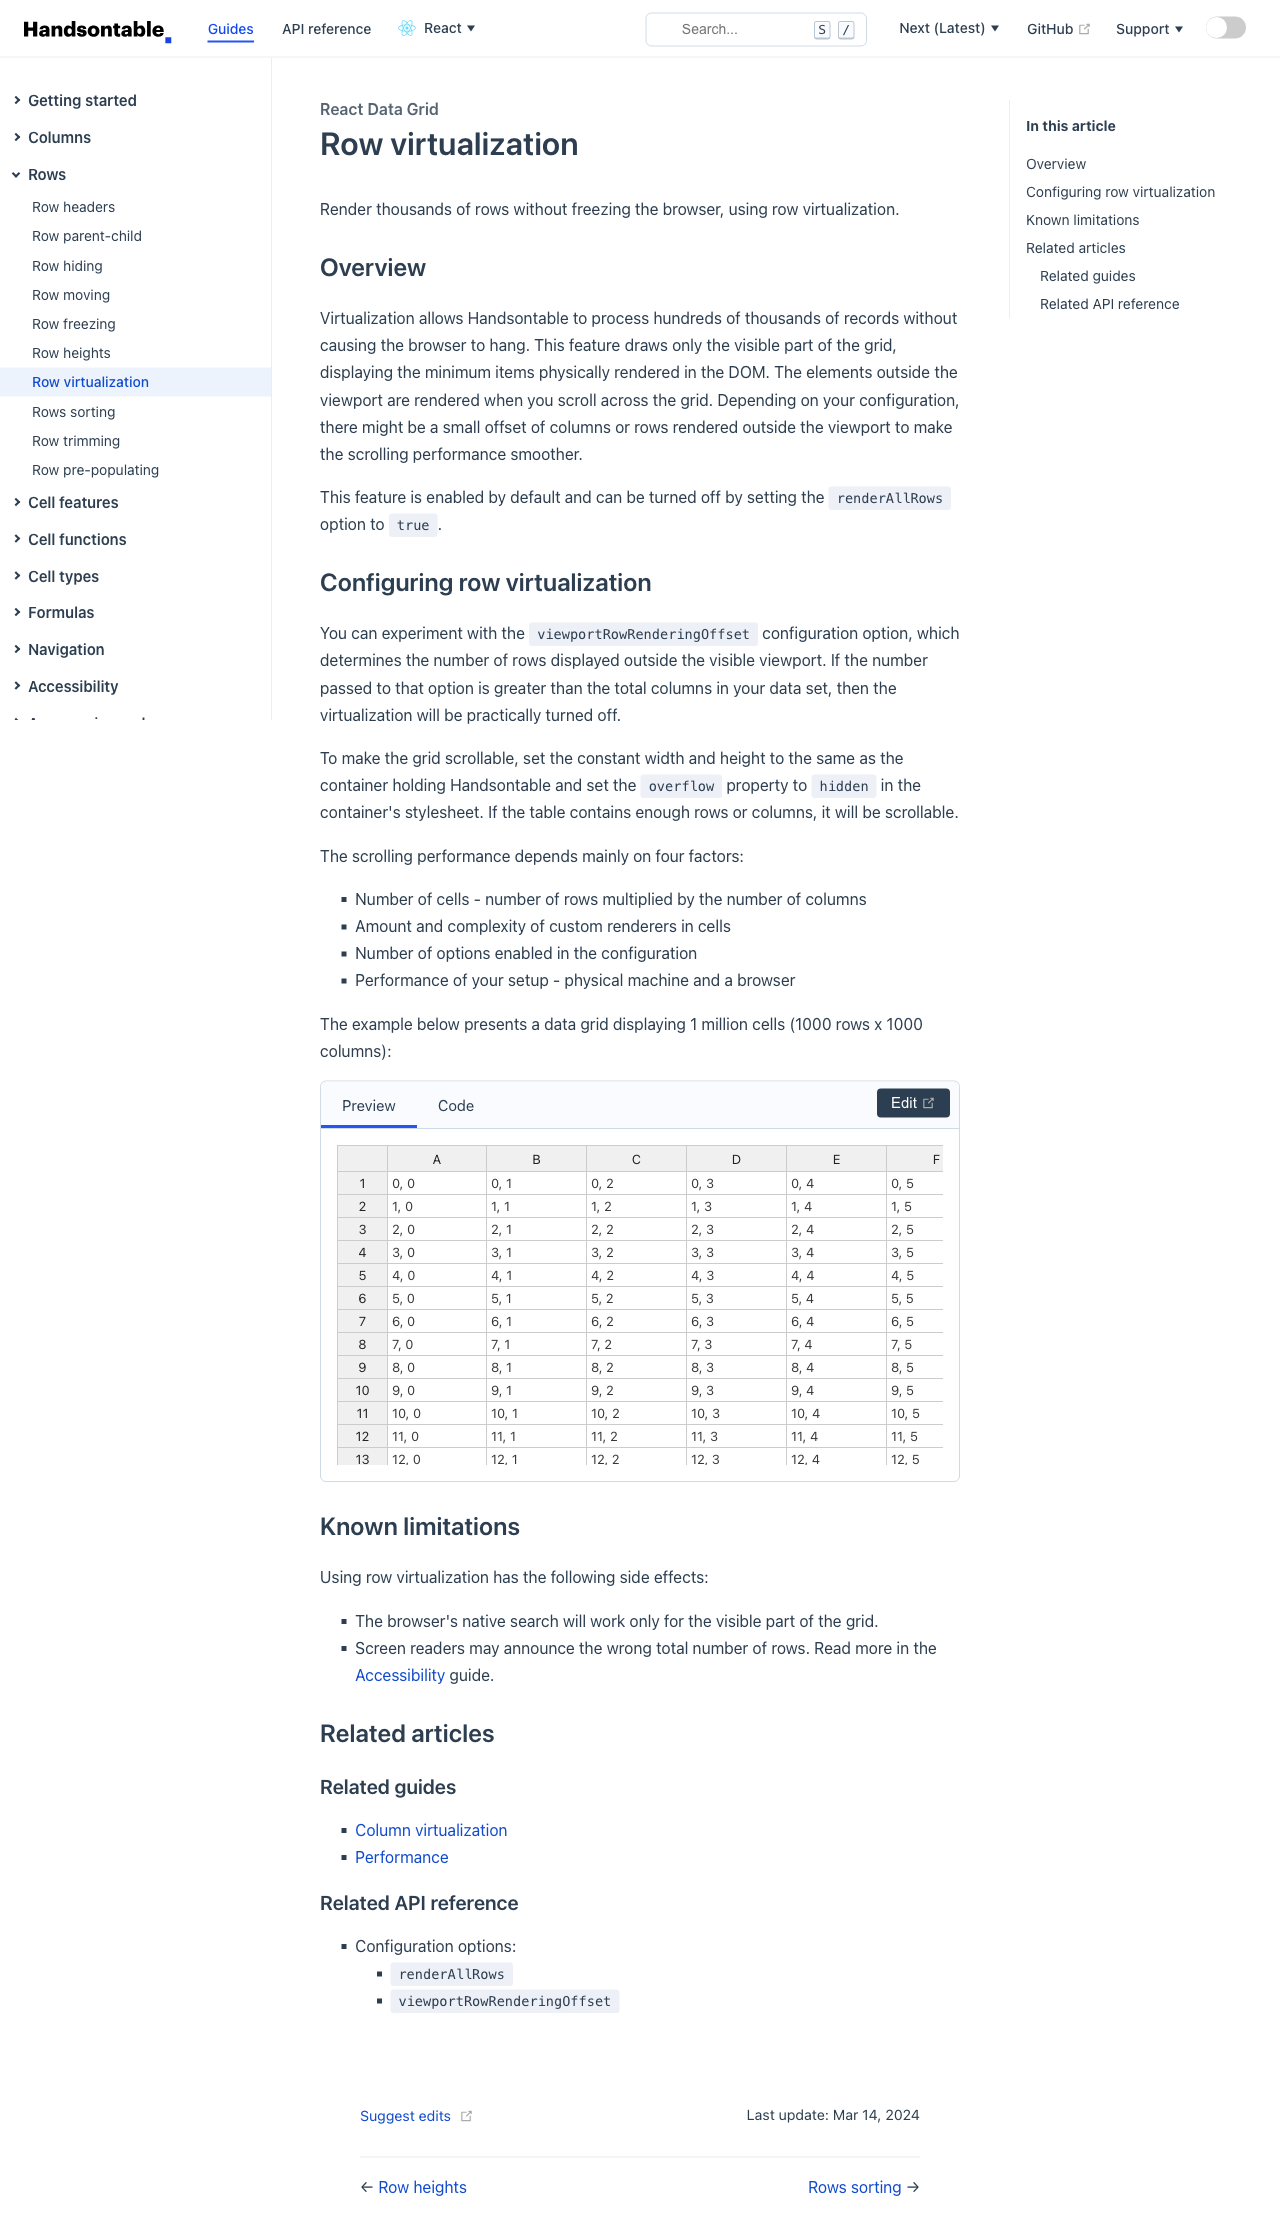 Handsontable
Guides
API reference
React
Search...
S
/
Next (Latest)
GitHub
Support
Getting started
Columns
Rows
Row headers
Row parent-child
Row hiding
Row moving
Row freezing
Row heights
Row virtualization
Rows sorting
Row trimming
Row pre-populating
Cell features
Cell functions
Cell types
Formulas
Navigation
Accessibility
React Data Grid
Row virtualization
Render thousands of rows without freezing the browser, using row virtualization.
Overview
Virtualization allows Handsontable to process hundreds of thousands of records without
causing the browser to hang. This feature draws only the visible part of the grid,
displaying the minimum items physically rendered in the DOM. The elements outside the
viewport are rendered when you scroll across the grid. Depending on your configuration,
there might be a small offset of columns or rows rendered outside the viewport to make
the scrolling performance smoother.
This feature is enabled by default and can be turned off by setting the renderAllRows
option to true.
Configuring row virtualization
You can experiment with the viewportRowRenderingOffset configuration option, which
determines the number of rows displayed outside the visible viewport. If the number
passed to that option is greater than the total columns in your data set, then the
virtualization will be practically turned off.
To make the grid scrollable, set the constant width and height to the same as the
container holding Handsontable and set the overflow property to hidden in the
container's stylesheet. If the table contains enough rows or columns, it will be scrollable.
The scrolling performance depends mainly on four factors:
▪ Number of cells - number of rows multiplied by the number of columns
▪ Amount and complexity of custom renderers in cells
▪ Number of options enabled in the configuration
▪ Performance of your setup - physical machine and a browser
The example below presents a data grid displaying 1 million cells (1000 rows x 1000
columns):
Preview
Code
Edit
A B C D E F
1 0, 0 0, 1 0, 2 0, 3 0, 4 0, 5
2 1, 0 1, 1 1, 2 1, 3 1, 4 1, 5
3 2, 0 2, 1 2, 2 2, 3 2, 4 2, 5
4 3, 0 3, 1 3, 2 3, 3 3, 4 3, 5
5 4, 0 4, 1 4, 2 4, 3 4, 4 4, 5
6 5, 0 5, 1 5, 2 5, 3 5, 4 5, 5
7 6, 0 6, 1 6, 2 6, 3 6, 4 6, 5
8 7, 0 7, 1 7, 2 7, 3 7, 4 7, 5
9 8, 0 8, 1 8, 2 8, 3 8, 4 8, 5
10 9, 0 9, 1 9, 2 9, 3 9, 4 9, 5
11 10, 0 10, 1 10, 2 10, 3 10, 4 10, 5
12 11, 0 11, 1 11, 2 11, 3 11, 4 11, 5
13 12, 0 12, 1 12, 2 12, 3 12, 4 12, 5
Known limitations
Using row virtualization has the following side effects:
▪ The browser's native search will work only for the visible part of the grid.
▪ Screen readers may announce the wrong total number of rows. Read more in the
Accessibility guide.
Related articles
Related guides
▪ Column virtualization
▪ Performance
Related API reference
▪ Configuration options:
▪ renderAllRows
▪ viewportRowRenderingOffset
Suggest edits
Last update: Mar 14, 2024
← Row heights
Rows sorting →
In this article
Overview
Configuring row virtualization
Known limitations
Related articles
Related guides
Related API reference